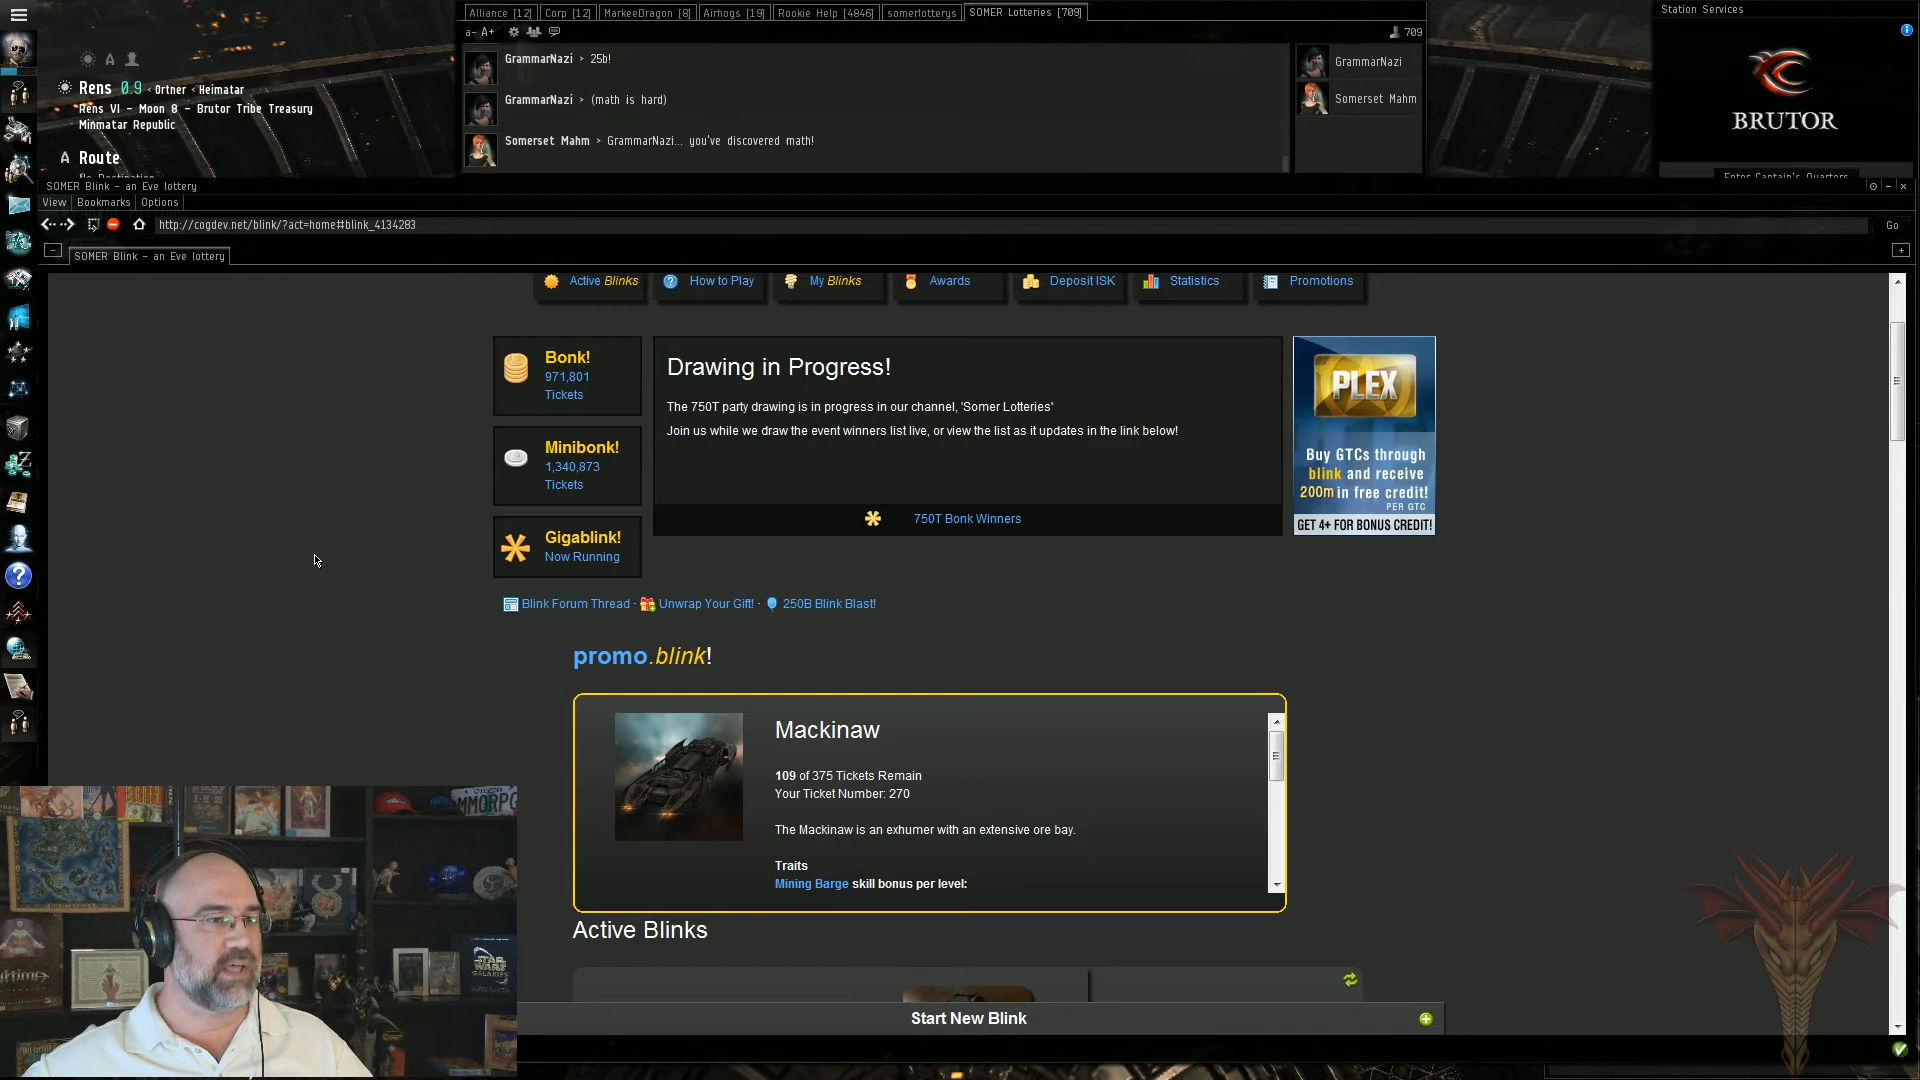 Alliance [12]
Corp [12]
MarkeeDragon [8]
Airhogs [19]
Rookie Help [4846]
somerlotterys
SOMER Lotteries [709]
Station Services
a- A+
709
GrammarNazi > 25b!
GrammarNazi > (math is hard)
Somerset Mahm > GrammarNazi... you've discovered math!
GrammarNazi
Somerset Mahm
BRUTOR
Enter Captain's Quarters
Rens 0.9 < Ortner < Heimatar
Rens VI - Moon 8 - Brutor Tribe Treasury
Minmatar Republic
Route
No Destination
SOMER Blink - an Eve lottery
View Bookmarks Options
http://cogdev.net/blink/?act=home#blink_4134283
Go
SOMER Blink - an Eve lottery
Active Blinks
How to Play
My Blinks
Awards
Deposit ISK
Statistics
Promotions
Bonk!
971,801
Tickets
Minibonk!
1,340,873
Tickets
Gigablink!
Now Running
Drawing in Progress!
The 750T party drawing is in progress in our channel, 'Somer Lotteries'
Join us while we draw the event winners list live, or view the list as it updates in the link below!
750T Bonk Winners
PLEX
Buy GTCs through
blink and receive
200m in free credit!
PER GTC
GET 4+ FOR BONUS CREDIT!
Blink Forum Thread - Unwrap Your Gift! - 250B Blink Blast!
promo.blink!
Mackinaw
109 of 375 Tickets Remain
Your Ticket Number: 270
The Mackinaw is an exhumer with an extensive ore bay.
Traits
Mining Barge skill bonus per level:
Active Blinks
Start New Blink
MMORPG
STAR
WARS
GALAXIES